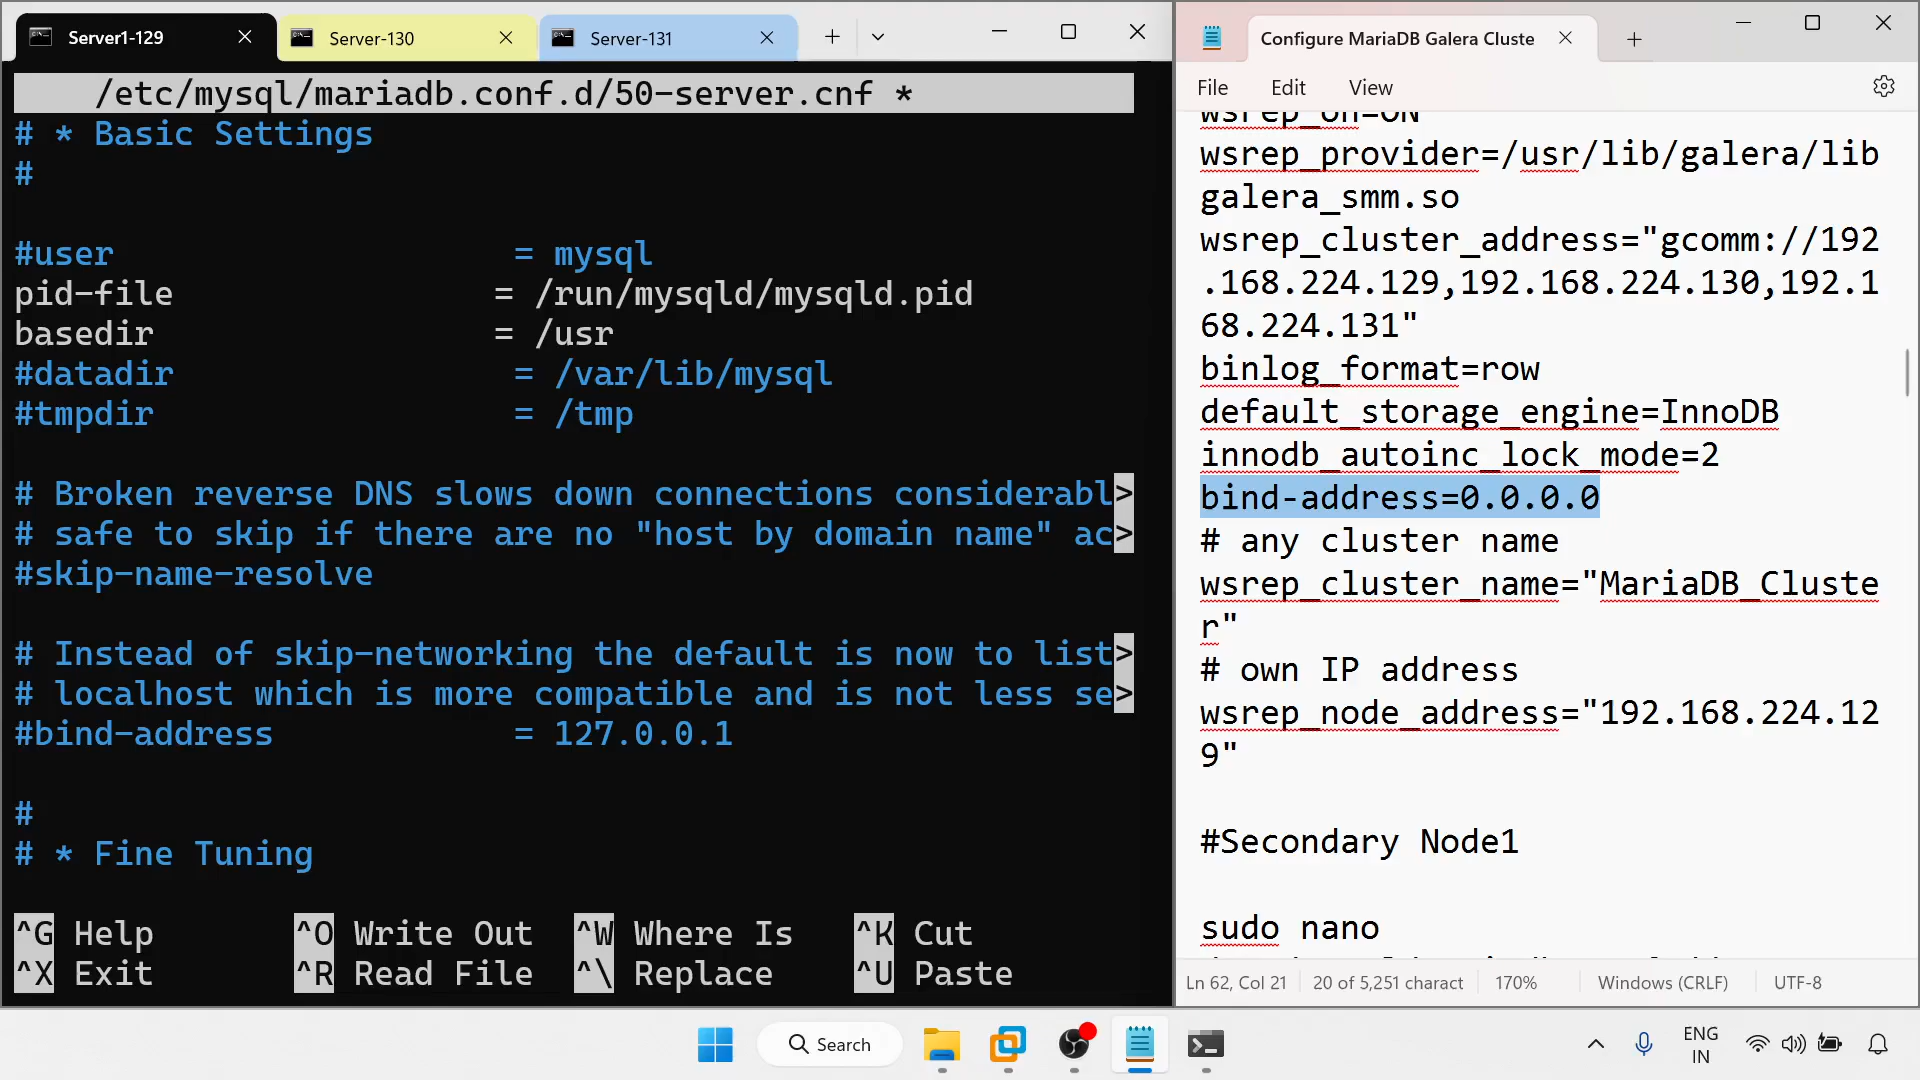 Server1-129
Server-130
Server-131
/etc/mysql/mariadb.conf.d/50-server.cnf *
# * Basic Settings
#
#user = mysql
pid-file = /run/mysqld/mysqld.pid
basedir = /usr
#datadir = /var/lib/mysql
#tmpdir = /tmp
# Broken reverse DNS slows down connections considerabl>
# safe to skip if there are no "host by domain name" ac>
#skip-name-resolve
# Instead of skip-networking the default is now to list>
# localhost which is more compatible and is not less se>
#bind-address = 127.0.0.1
#
# * Fine Tuning
^G Help ^O Write Out ^W Where Is ^K Cut
^X Exit ^R Read File ^\ Replace ^U Paste
Configure MariaDB Galera Cluste
File Edit View
wsrep_on=ON
wsrep_provider=/usr/lib/galera/lib
galera_smm.so
wsrep_cluster_address="gcomm://192
.168.224.129,192.168.224.130,192.1
68.224.131"
binlog_format=row
default_storage_engine=InnoDB
innodb_autoinc_lock_mode=2
bind-address=0.0.0.0
# any cluster name
wsrep_cluster_name="MariaDB_Cluste
r"
# own IP address
wsrep_node_address="192.168.224.12
9"
#Secondary Node1
sudo nano
Ln 62, Col 21 20 of 5,251 charact 170% Windows (CRLF) UTF-8
Search
ENG
IN